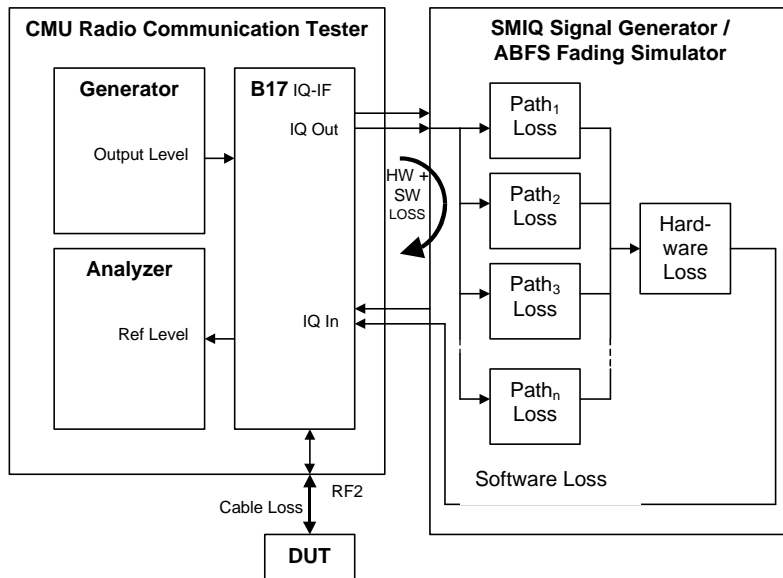 CMU Radio Communication Tester
Generator
Output Level
Analyzer
Ref Level
B17 IQ-IF
IQ Out
IQ In
HW +
SW
LOSS
RF2
Cable Loss
DUT
SMIQ Signal Generator /
ABFS Fading Simulator
Path₁
Loss
Path₂
Loss
Path₃
Loss
Pathₙ
Loss
Hard-
ware
Loss
Software Loss